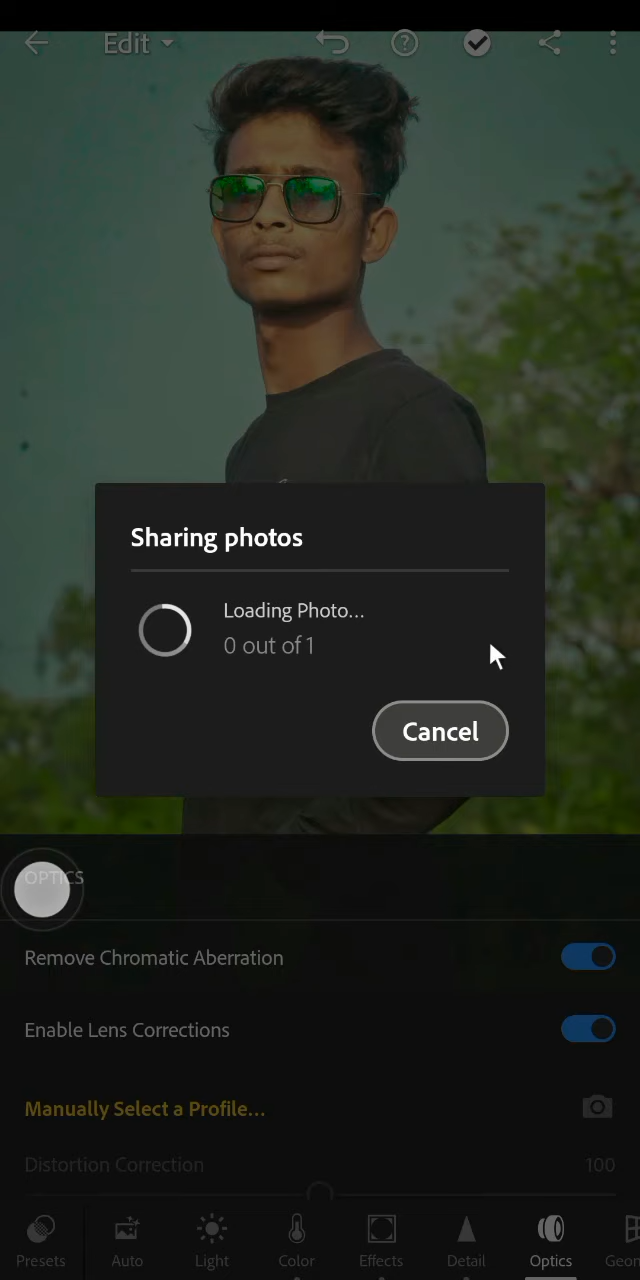 Edit
Sharing photos
Loading Photo...
0 out of 1
Cancel
OPTICS
Remove Chromatic Aberration
Enable Lens Corrections
Manually Select a Profile...
Distortion Correction
100
Presets
Auto
Light
Color
Effects
Detail
Optics
Geom